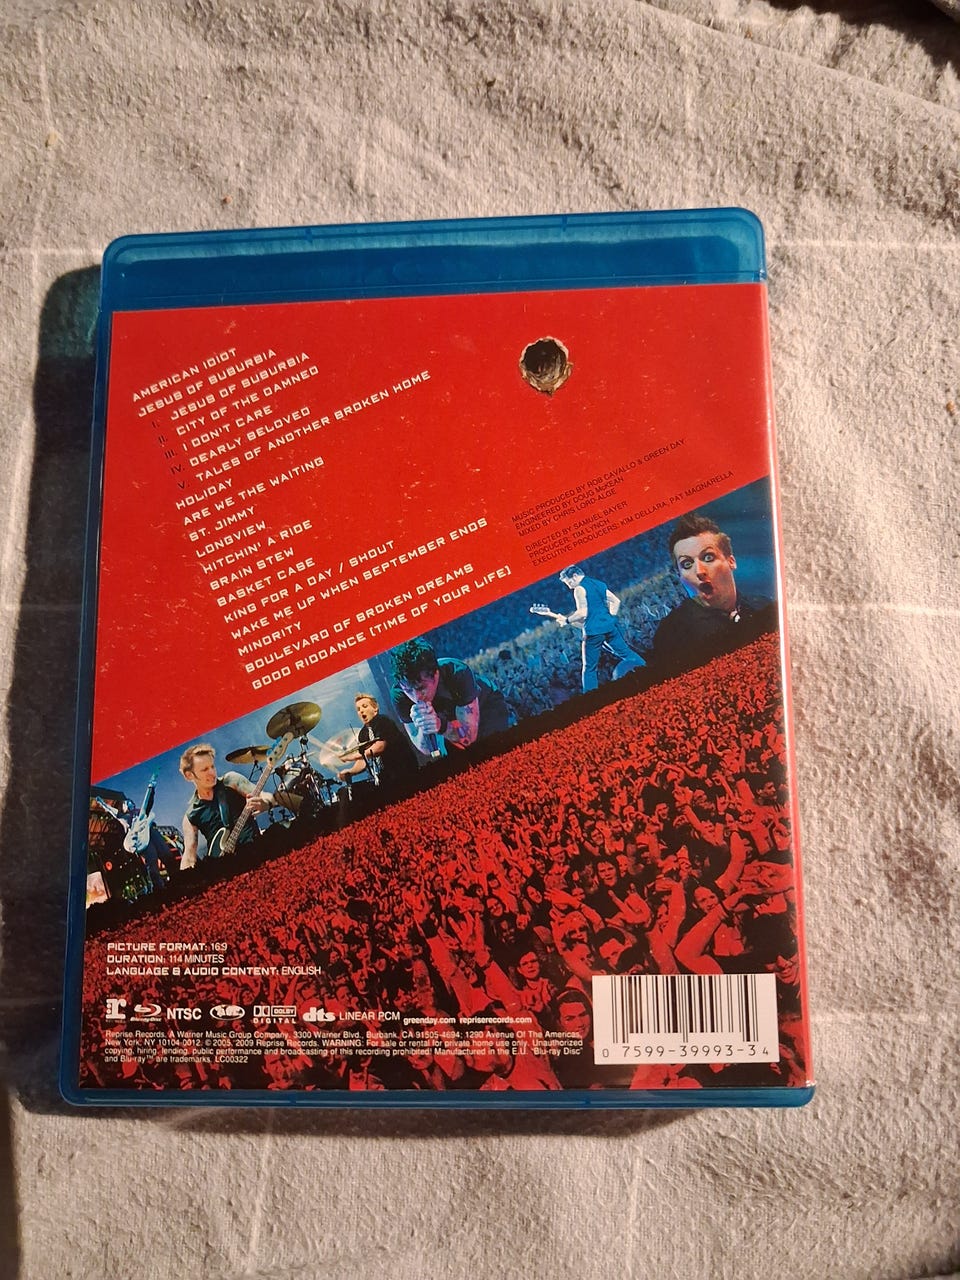 AMERICAN IDIOT
JESUS OF SUBURBIA
I. JESUS OF SUBURBIA
II. CITY OF THE DAMNED
III. I DON'T CARE
IV. DEARLY BELOVED
V. TALES OF ANOTHER BROKEN HOME
HOLIDAY
ARE WE THE WAITING
ST. JIMMY
LONGVIEW
HITCHIN' A RIDE
BRAIN STEW
BASKET CASE
KING FOR A DAY / SHOUT
WAKE ME UP WHEN SEPTEMBER ENDS
MINORITY
BOULEVARD OF BROKEN DREAMS
GOOD RIDDANCE [TIME OF YOUR LIFE]
MUSIC PRODUCED BY ROB CAVALLO & GREEN DAY
ENGINEERED BY DOUG McKEAN
MIXED BY CHRIS LORD-ALGE
DIRECTED BY SAMUEL BAYER
PRODUCER: TIM LYNCH
EXECUTIVE PRODUCERS: KIM DELLARA, PAT MAGNARELLA
PICTURE FORMAT: 16:9
DURATION: 114 MINUTES
LANGUAGE & AUDIO CONTENT: ENGLISH
r Blu-ray Disc NTSC DOLBY DIGITAL dts LINEAR PCM greenday.com repriserecords.com
Reprise Records. A Warner Music Group Company, 3300 Warner Blvd., Burbank, CA 91505-4694: 1290 Avenue Of The Americas,
New York, NY 10104-0012. © 2005, 2009 Reprise Records. WARNING: For sale or rental for private home use only. Unauthorized
copying, hiring, lending, public performance and broadcasting of this recording prohibited! Manufactured in the E.U. "Blu-ray Disc"
and Blu-ray™ are trademarks. LC00322
0 7599-39993-3 4